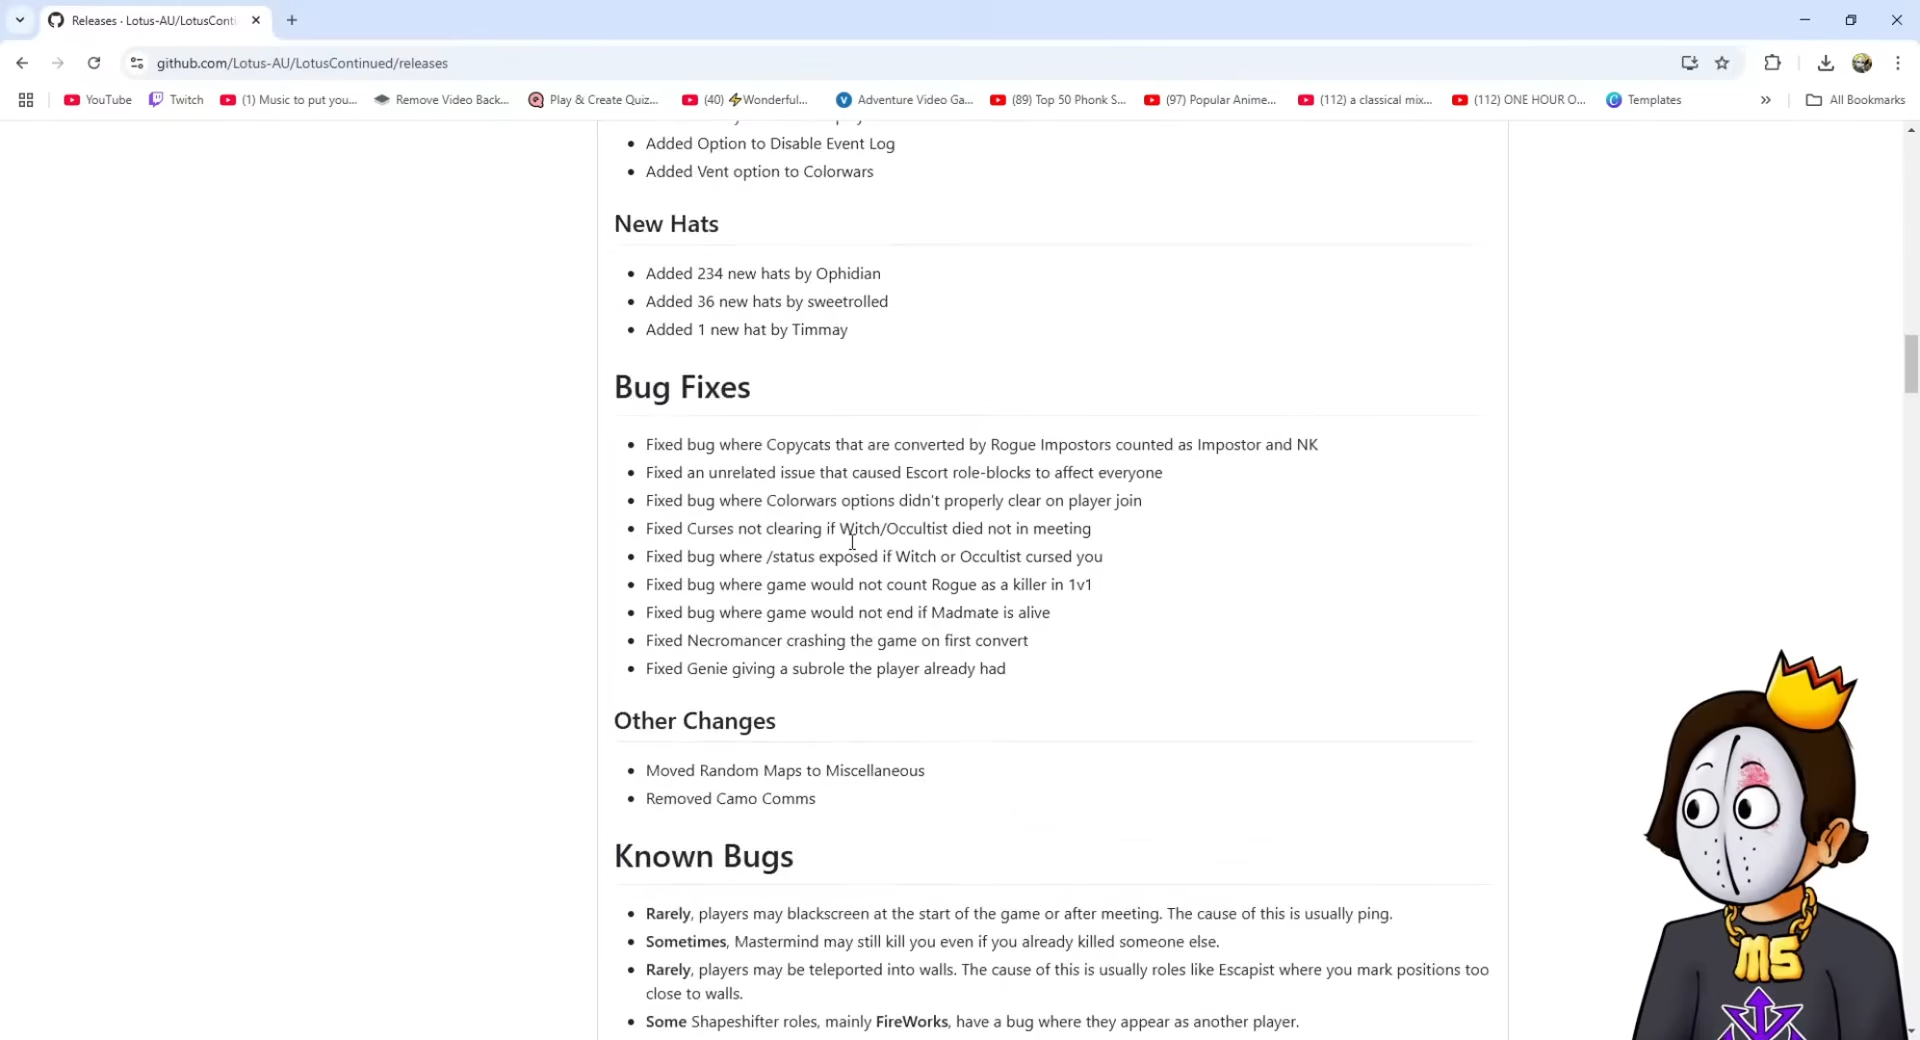 Releases · Lotus-AU/LotusConti
github.com/Lotus-AU/LotusContinued/releases
YouTube
Twitch
(1) Music to put you...
Remove Video Back...
Play & Create Quiz...
(40) ⚡Wonderful...
Adventure Video Ga...
(89) Top 50 Phonk S...
(97) Popular Anime...
(112) a classical mix...
(112) ONE HOUR O...
Templates
»
All Bookmarks
• Added Option to Disable Event Log
• Added Vent option to Colorwars
New Hats
• Added 234 new hats by Ophidian
• Added 36 new hats by sweetrolled
• Added 1 new hat by Timmay
Bug Fixes
• Fixed bug where Copycats that are converted by Rogue Impostors counted as Impostor and NK
• Fixed an unrelated issue that caused Escort role-blocks to affect everyone
• Fixed bug where Colorwars options didn't properly clear on player join
• Fixed Curses not clearing if Witch/Occultist died not in meeting
• Fixed bug where /status exposed if Witch or Occultist cursed you
• Fixed bug where game would not count Rogue as a killer in 1v1
• Fixed bug where game would not end if Madmate is alive
• Fixed Necromancer crashing the game on first convert
• Fixed Genie giving a subrole the player already had
Other Changes
• Moved Random Maps to Miscellaneous
• Removed Camo Comms
Known Bugs
• Rarely, players may blackscreen at the start of the game or after meeting. The cause of this is usually ping.
• Sometimes, Mastermind may still kill you even if you already killed someone else.
• Rarely, players may be teleported into walls. The cause of this is usually roles like Escapist where you mark positions too
close to walls.
• Some Shapeshifter roles, mainly FireWorks, have a bug where they appear as another player.
MS